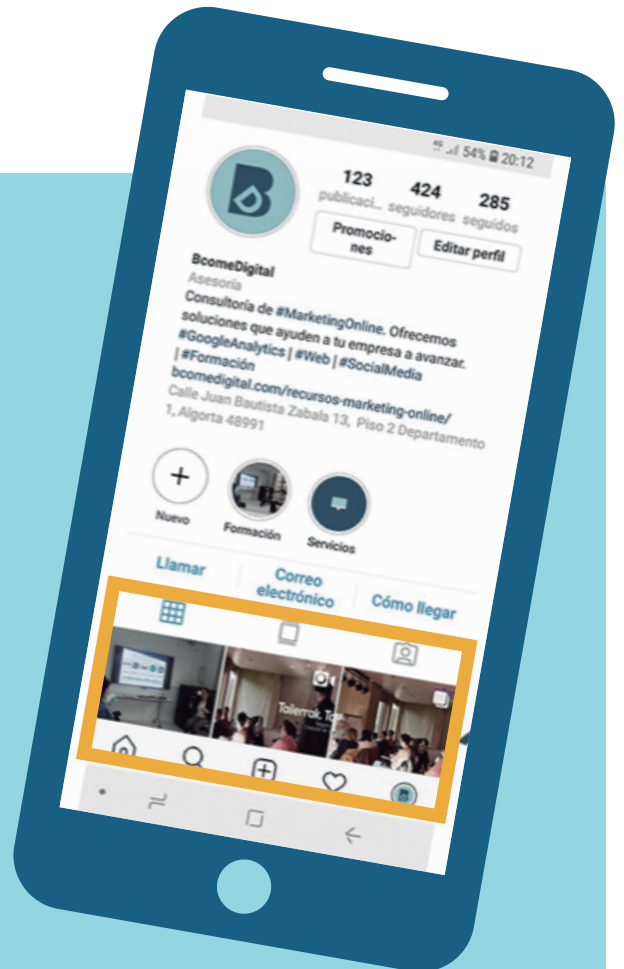 4G 54% 20:12
123 424 285
publicaci... seguidores seguidos
Promocio-
nes
Editar perfil
BcomeDigital
Asesoría
Consultoría de #MarketingOnline. Ofrecemos
soluciones que ayuden a tu empresa a avanzar.
#GoogleAnalytics | #Web | #SocialMedia
| #Formación
bcomedigital.com/recursos-marketing-online/
Calle Juan Bautista Zabala 13, Piso 2 Departamento
1, Algorta 48991
Nuevo Formación Servicios
Llamar
Correo
electrónico
Cómo llegar
Tailerrak.